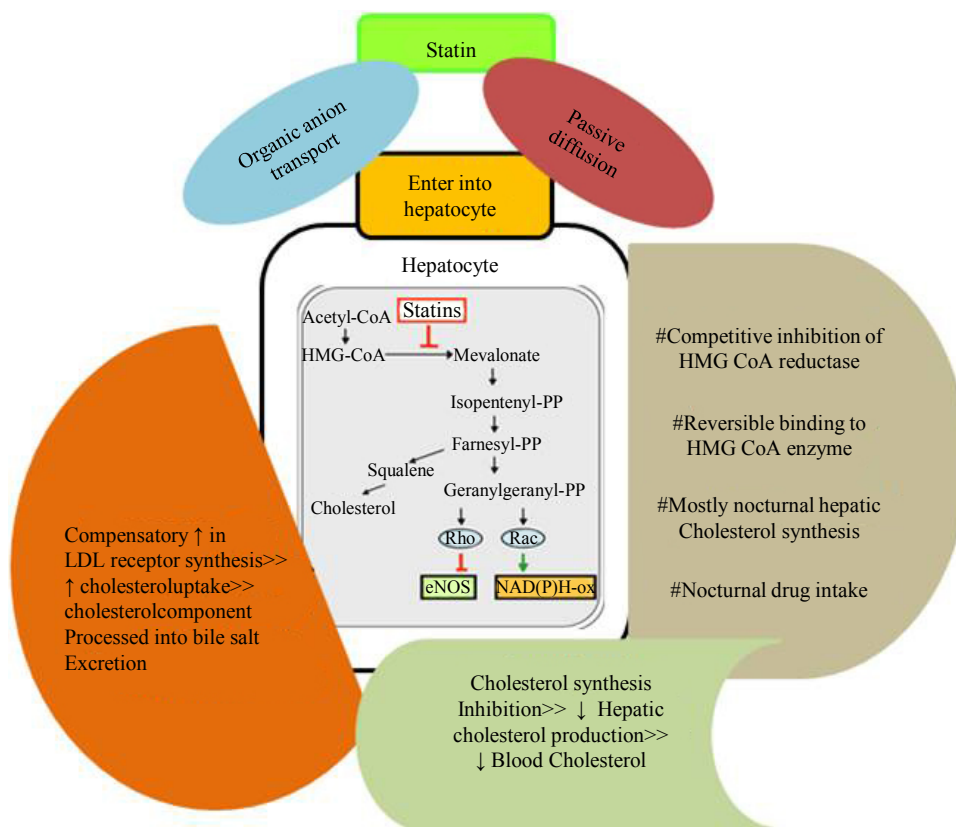 Statin
Organic anion
transport
Passive
diffusion
Enter into
hepatocyte
Hepatocyte
Statins
Acetyl-CoA
HMG-CoA
Mevalonate
Isopentenyl-PP
Farnesyl-PP
Squalene
Geranylgeranyl-PP
Cholesterol
Rho
Rac
eNOS
NAD(P)H-ox
#Competitive inhibition of
HMG CoA reductase
#Reversible binding to
HMG CoA enzyme
#Mostly nocturnal hepatic
Cholesterol synthesis
#Nocturnal drug intake
Compensatory ↑ in
LDL receptor synthesis>>
↑ cholesteroluptake>>
cholesterolcomponent
Processed into bile salt
Excretion
Cholesterol synthesis
Inhibition>> ↓ Hepatic
cholesterol production>>
↓ Blood Cholesterol